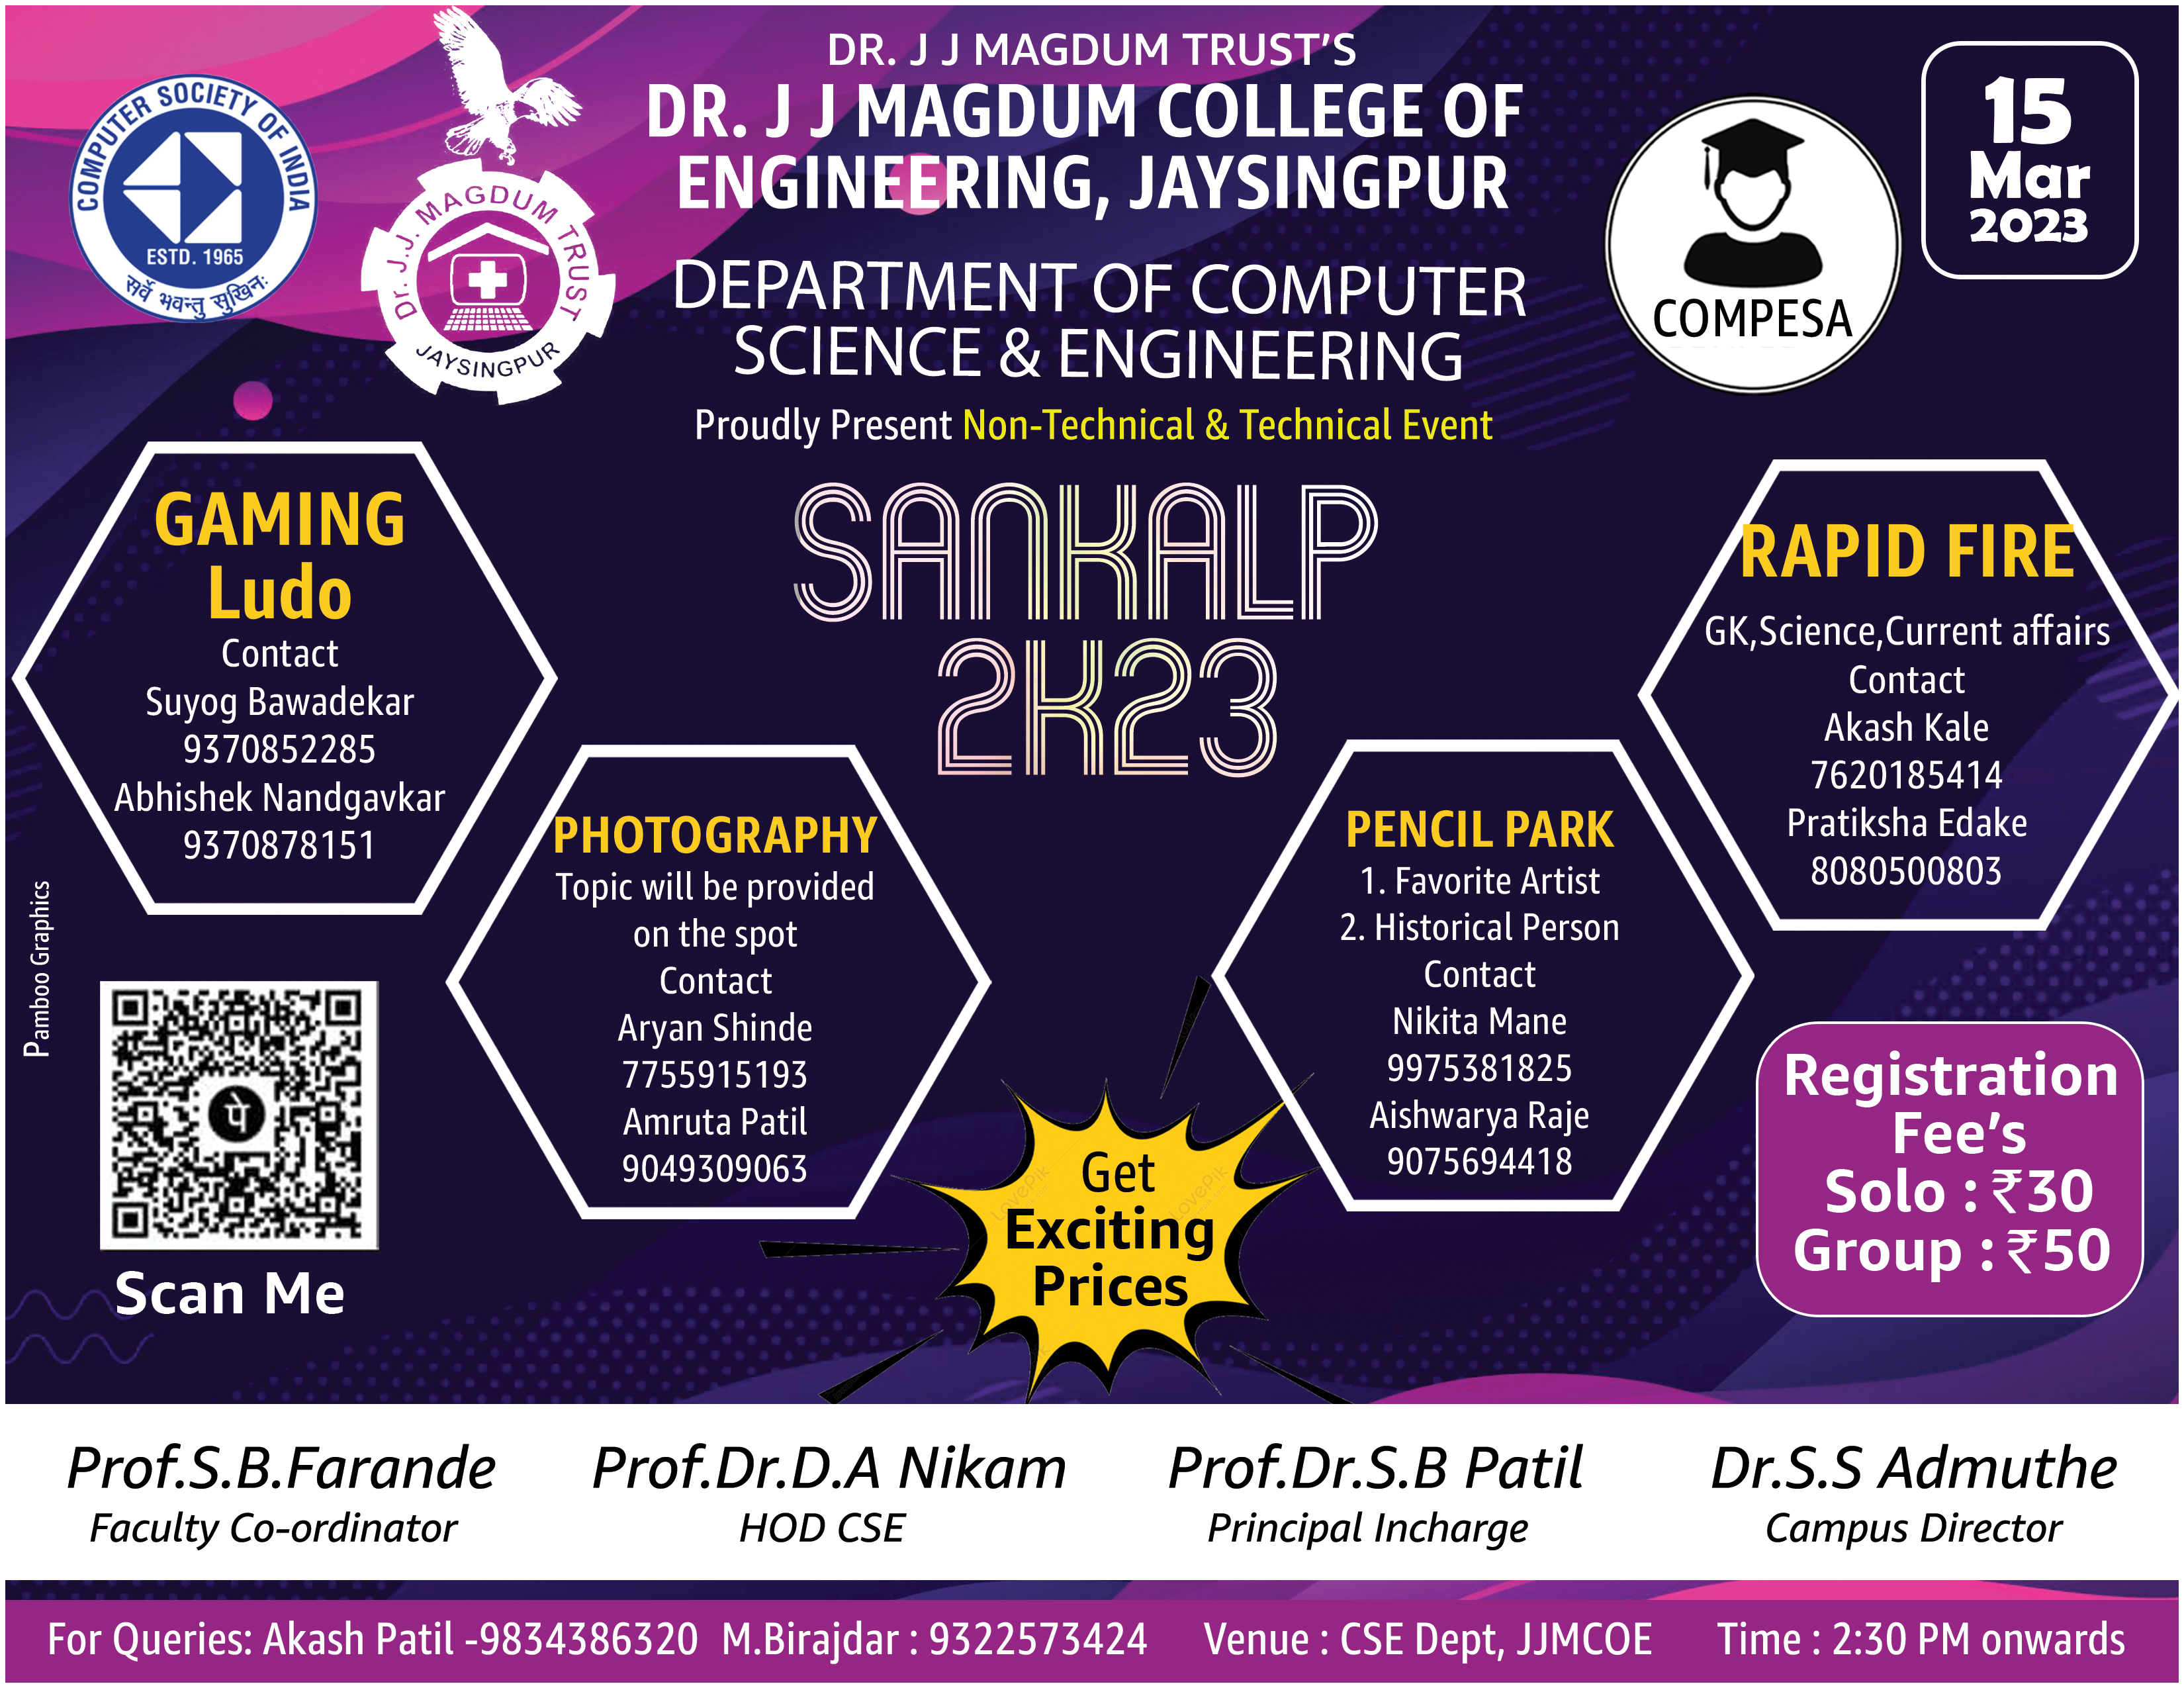 DR. J J MAGDUM TRUST'S
DR. J J MAGDUM COLLEGE OF
ENGINEERING, JAYSINGPUR
DEPARTMENT OF COMPUTER
SCIENCE & ENGINEERING
Proudly Present Non-Technical & Technical Event
COMPUTER SOCIETY OF INDIA
ESTD. 1965
सर्वे भवन्तु सुखिनः
Dr. J.J. MAGDUM TRUST
JAYSINGPUR
COMPESA
15
Mar
2023
SANKALP
2K23
GAMING
Ludo
Contact
Suyog Bawadekar
9370852285
Abhishek Nandgavkar
9370878151
PHOTOGRAPHY
Topic will be provided
on the spot
Contact
Aryan Shinde
7755915193
Amruta Patil
9049309063
PENCIL PARK
1. Favorite Artist
2. Historical Person
Contact
Nikita Mane
9975381825
Aishwarya Raje
9075694418
RAPID FIRE
GK,Science,Current affairs
Contact
Akash Kale
7620185414
Pratiksha Edake
8080500803
Pamboo Graphics
पे
Scan Me
Get
Exciting
Prices
LovePik
LovePik
Registration
Fee's
Solo : ₹30
Group : ₹50
Prof.S.B.Farande
Faculty Co-ordinator
Prof.Dr.D.A Nikam
HOD CSE
Prof.Dr.S.B Patil
Principal Incharge
Dr.S.S Admuthe
Campus Director
For Queries: Akash Patil -9834386320 M.Birajdar : 9322573424 Venue : CSE Dept, JJMCOE Time : 2:30 PM onwards